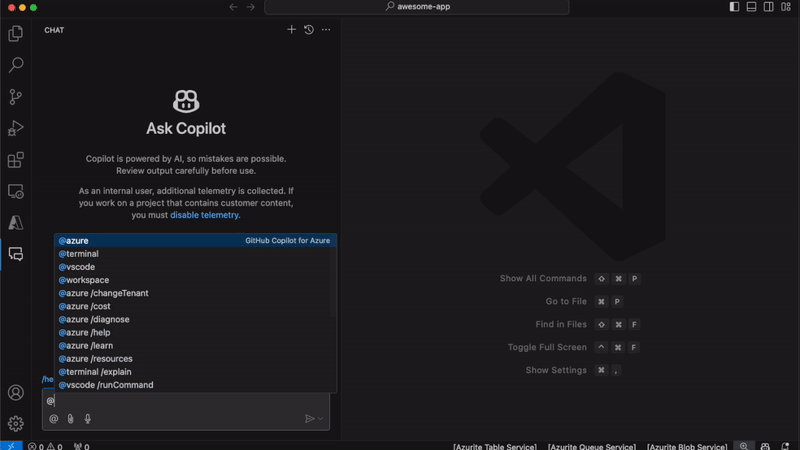 awesome-app
CHAT
Ask Copilot
Copilot is powered by AI, so mistakes are possible.
Review output carefully before use.
As an internal user, additional telemetry is collected. If
you work on a project that contains customer content,
you must disable telemetry.
@azure GitHub Copilot for Azure
@terminal
@vscode
@workspace
@azure /changeTenant
@azure /cost
@azure /diagnose
@azure /help
@azure /learn
@azure /resources
@terminal /explain
@vscode /runCommand
/he
@
Show All Commands ⇧ ⌘ P
Go to File ⌘ P
Find in Files ⇧ ⌘ F
Toggle Full Screen ^ ⌘ F
Show Settings ⌘ ,
0 0 0 [Azurite Table Service] [Azurite Queue Service] [Azurite Blob Service]